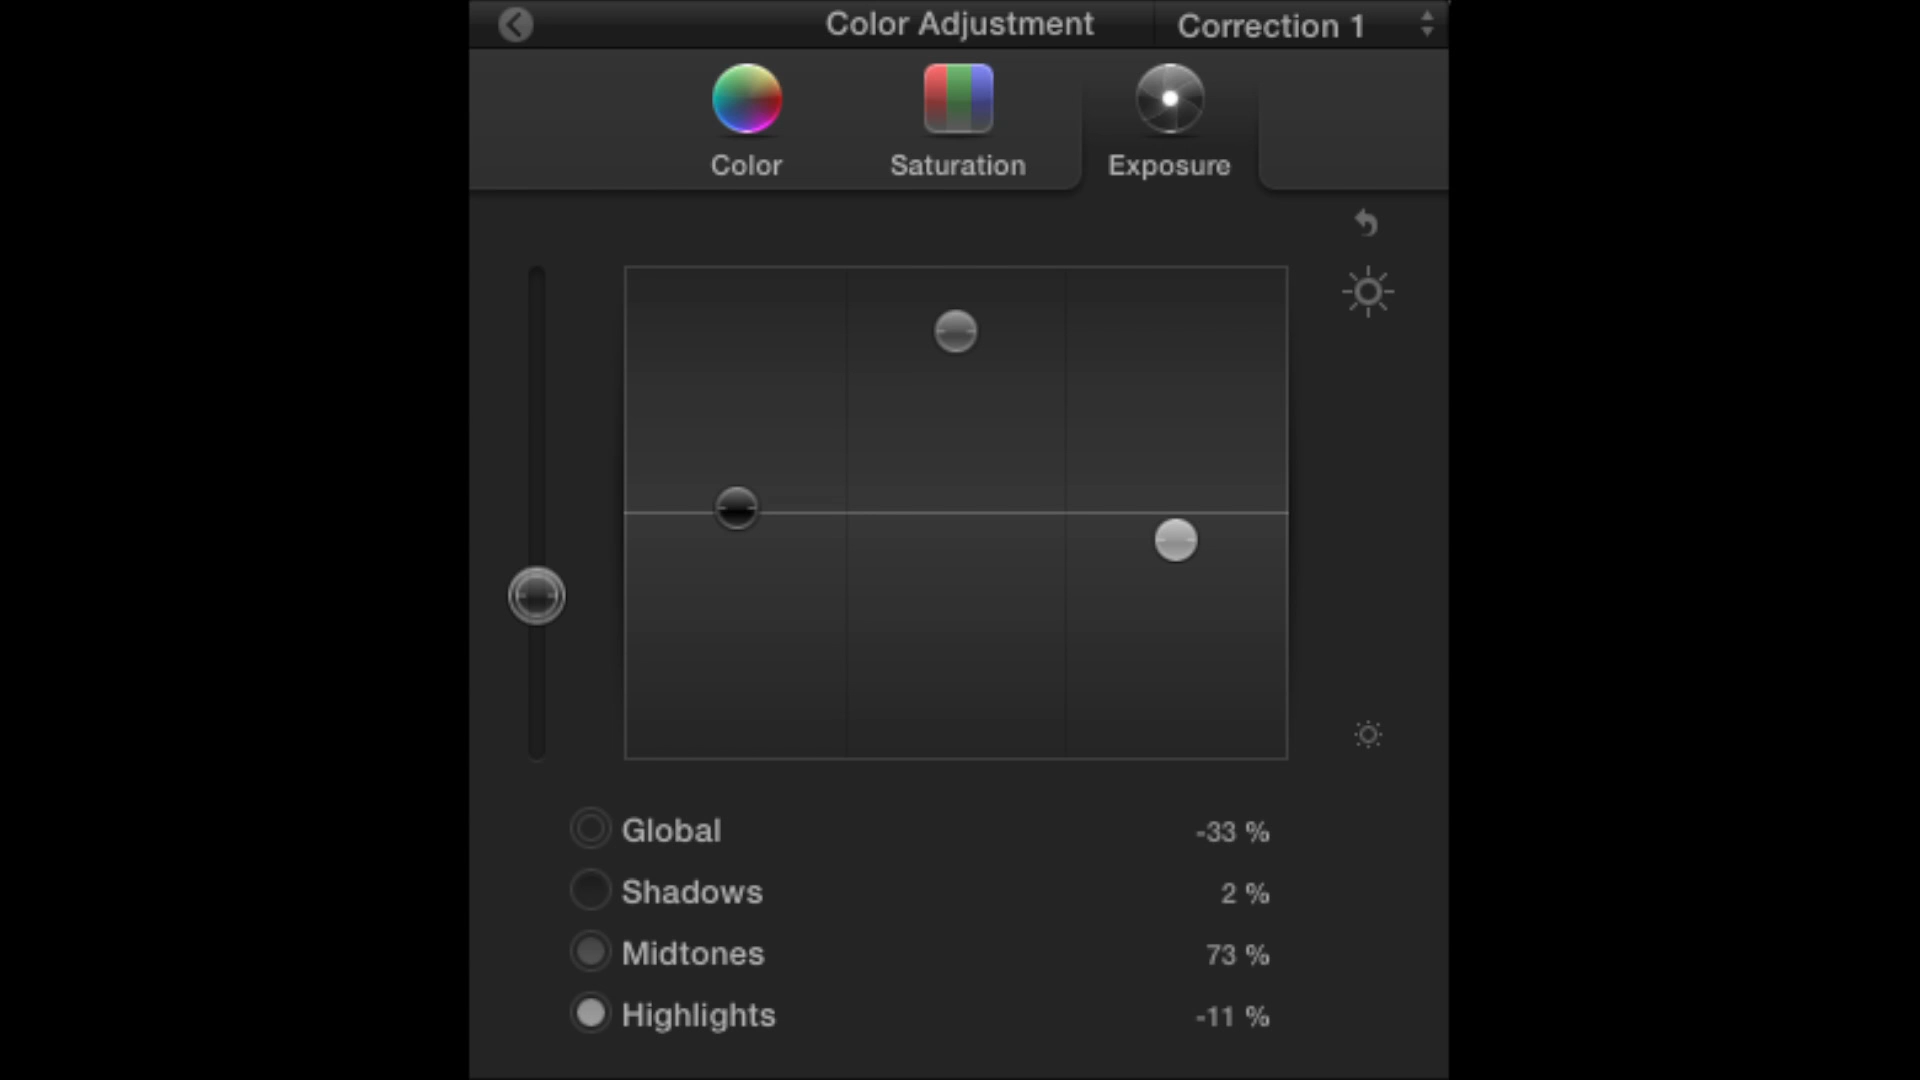 Color Adjustment
Correction 1
Color
Saturation
Exposure
Global -33 %
Shadows 2 %
Midtones 73 %
Highlights -11 %